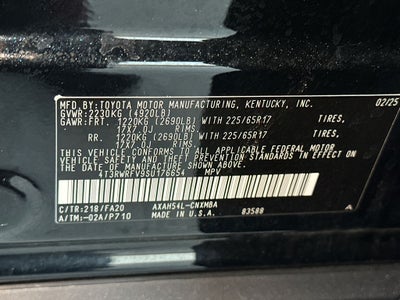 MFD. BY: TOYOTA MOTOR MANUFACTURING, KENTUCKY, INC. 02/25
GVWR: 2230KG (4920LB)
GAWR: FRT. 1220KG (2690LB) WITH 225/65R17 TIRES,
17X7.0J RIMS,
RR. 1220KG (2690LB) WITH 225/65R17 TIRES,
17X7.0J RIMS,
THIS VEHICLE CONFORMS TO ALL APPLICABLE FEDERAL MOTOR
VEHICLE SAFETY AND THEFT PREVENTION STANDARDS IN EFFECT
ON THE DATE OF MANUFACTURE SHOWN ABOVE.
4T3RWRFV9SU176654 MPV
C/TR: 218/FA20 AXAH54L-CNXMBA
A/TM: -02A/P710 MADE IN U.S.A. 83588